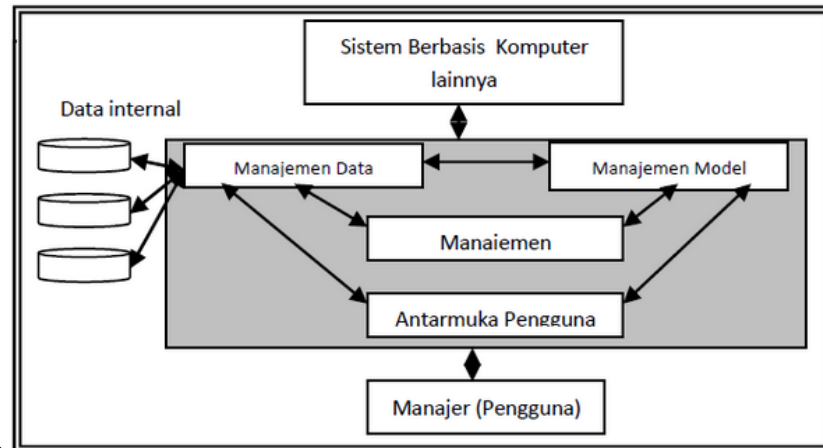 Sistem Berbasis Komputer
lainnya
Data internal
Manajemen Data
Manajemen Model
Manaiemen
Antarmuka Pengguna
Manajer (Pengguna)